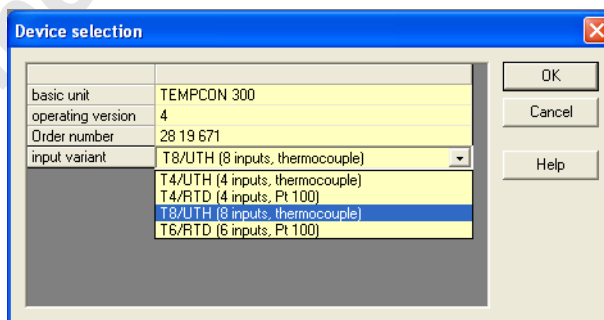 Device selection
basic unit TEMPCON 300
operating version 4
Order number 28 19 671
input variant T8/UTH (8 inputs, thermocouple)
T4/UTH (4 inputs, thermocouple)
T4/RTD (4 inputs, Pt 100)
T8/UTH (8 inputs, thermocouple)
T6/RTD (6 inputs, Pt 100)
OK
Cancel
Help